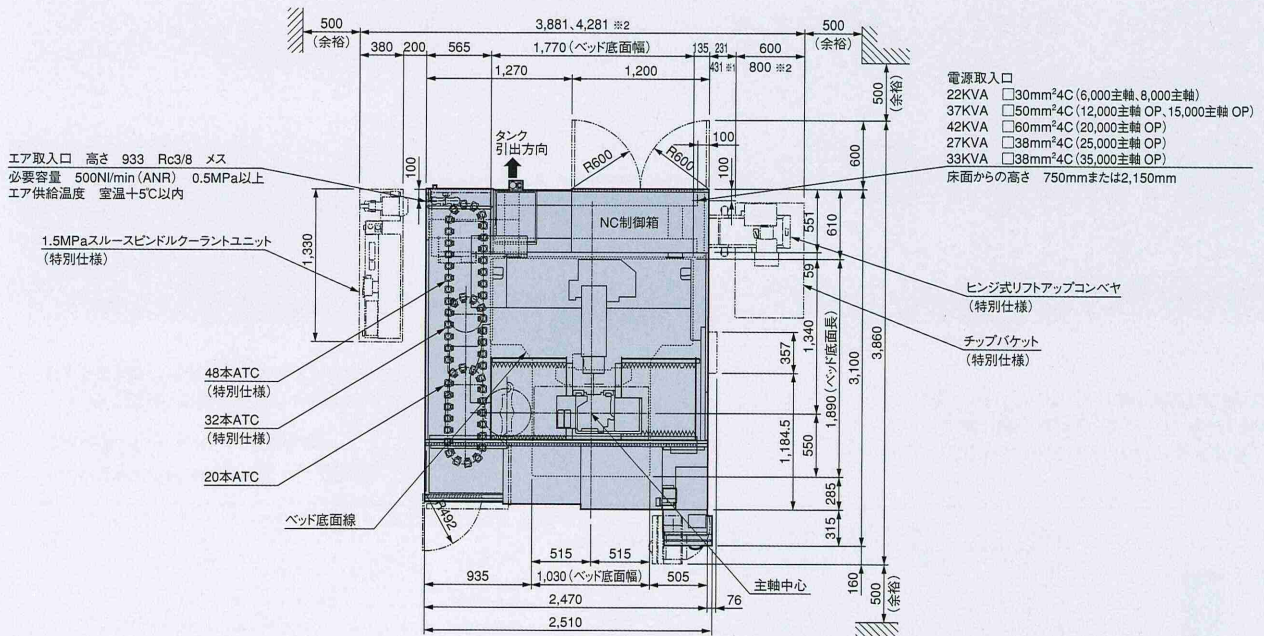 500
(余裕)
3,881、4,281 ※2
500
(余裕)
380
200
565
1,770 (ベッド底面幅)
135
231
431 ※1
600
800 ※2
1,270
1,200
500
(余裕)
電源取入口
22KVA □30mm²4C (6,000主軸、8,000主軸)
37KVA □50mm²4C (12,000主軸 OP、15,000主軸 OP)
42KVA □60mm²4C (20,000主軸 OP)
27KVA □38mm²4C (25,000主軸 OP)
33KVA □38mm²4C (35,000主軸 OP)
床面からの高さ 750mmまたは2,150mm
タンク
引出方向
R600
R600
100
100
100
600
エア取入口 高さ 933 Rc3/8 メス
必要容量 500Nl/min (ANR) 0.5MPa以上
エア供給温度 室温+5℃以内
NC制御箱
551
610
1.5MPaスルースピンドルクーラントユニット
(特別仕様)
1,330
59
ヒンジ式リフトアップコンベヤ
(特別仕様)
チップバケット
(特別仕様)
357
1,340
1,890 (ベッド底面長)
3,100
3,860
48本ATC
(特別仕様)
32本ATC
(特別仕様)
20本ATC
1,184.5
550
285
315
ベッド底面線
R492
515
515
935
1,030 (ベッド底面幅)
505
主軸中心
160
500
(余裕)
2,470
76
2,510